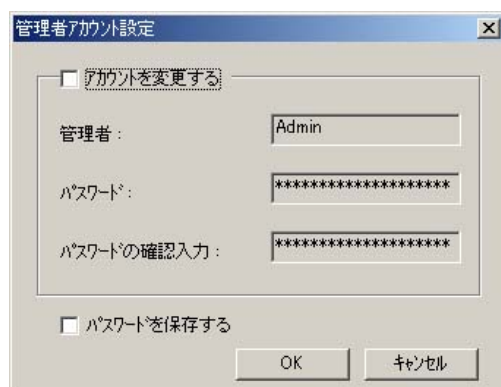 管理者アカウント設定
アカウントを変更する
管理者： Admin
パスワード： ********************
パスワードの確認入力： ********************
パスワードを保存する
OK キャンセル